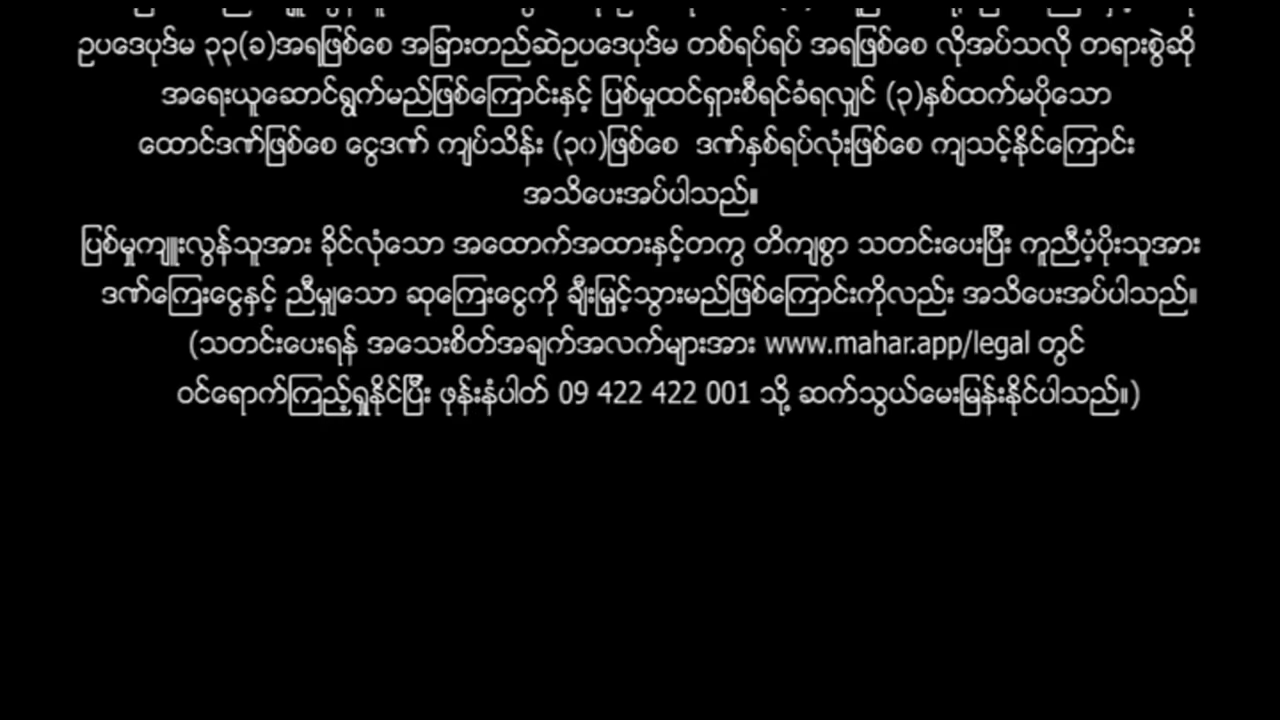 ဥပဒေပုဒ်မ ၃၃(ခ)အရဖြစ်စေ အခြားတည်ဆဲဥပဒေပုဒ်မ တစ်ရပ်ရပ် အရဖြစ်စေ လိုအပ်သလို တရားစွဲဆို
အရေးယူဆောင်ရွက်မည်ဖြစ်ကြောင်းနှင့် ပြစ်မှုထင်ရှားစီရင်ခံရလျှင် (၃)နှစ်ထက်မပိုသော
ထောင်ဒဏ်ဖြစ်စေ ငွေဒဏ် ကျပ်သိန်း (၃၀)ဖြစ်စေ ဒဏ်နှစ်ရပ်လုံးဖြစ်စေ ကျသင့်နိုင်ကြောင်း
အသိပေးအပ်ပါသည်။
ပြစ်မှုကျူးလွန်သူအား ခိုင်လုံသော အထောက်အထားနှင့်တကွ တိကျစွာ သတင်းပေးပြီး ကူညီပံ့ပိုးသူအား
ဒဏ်ကြေးငွေနှင့် ညီမျှသော ဆုကြေးငွေကို ချီးမြှင့်သွားမည်ဖြစ်ကြောင်းကိုလည်း အသိပေးအပ်ပါသည်။
(သတင်းပေးရန် အသေးစိတ်အချက်အလက်များအား www.mahar.app/legal တွင်
ဝင်ရောက်ကြည့်ရှုနိုင်ပြီး ဖုန်းနံပါတ် 09 422 422 001 သို့ ဆက်သွယ်မေးမြန်းနိုင်ပါသည်။)